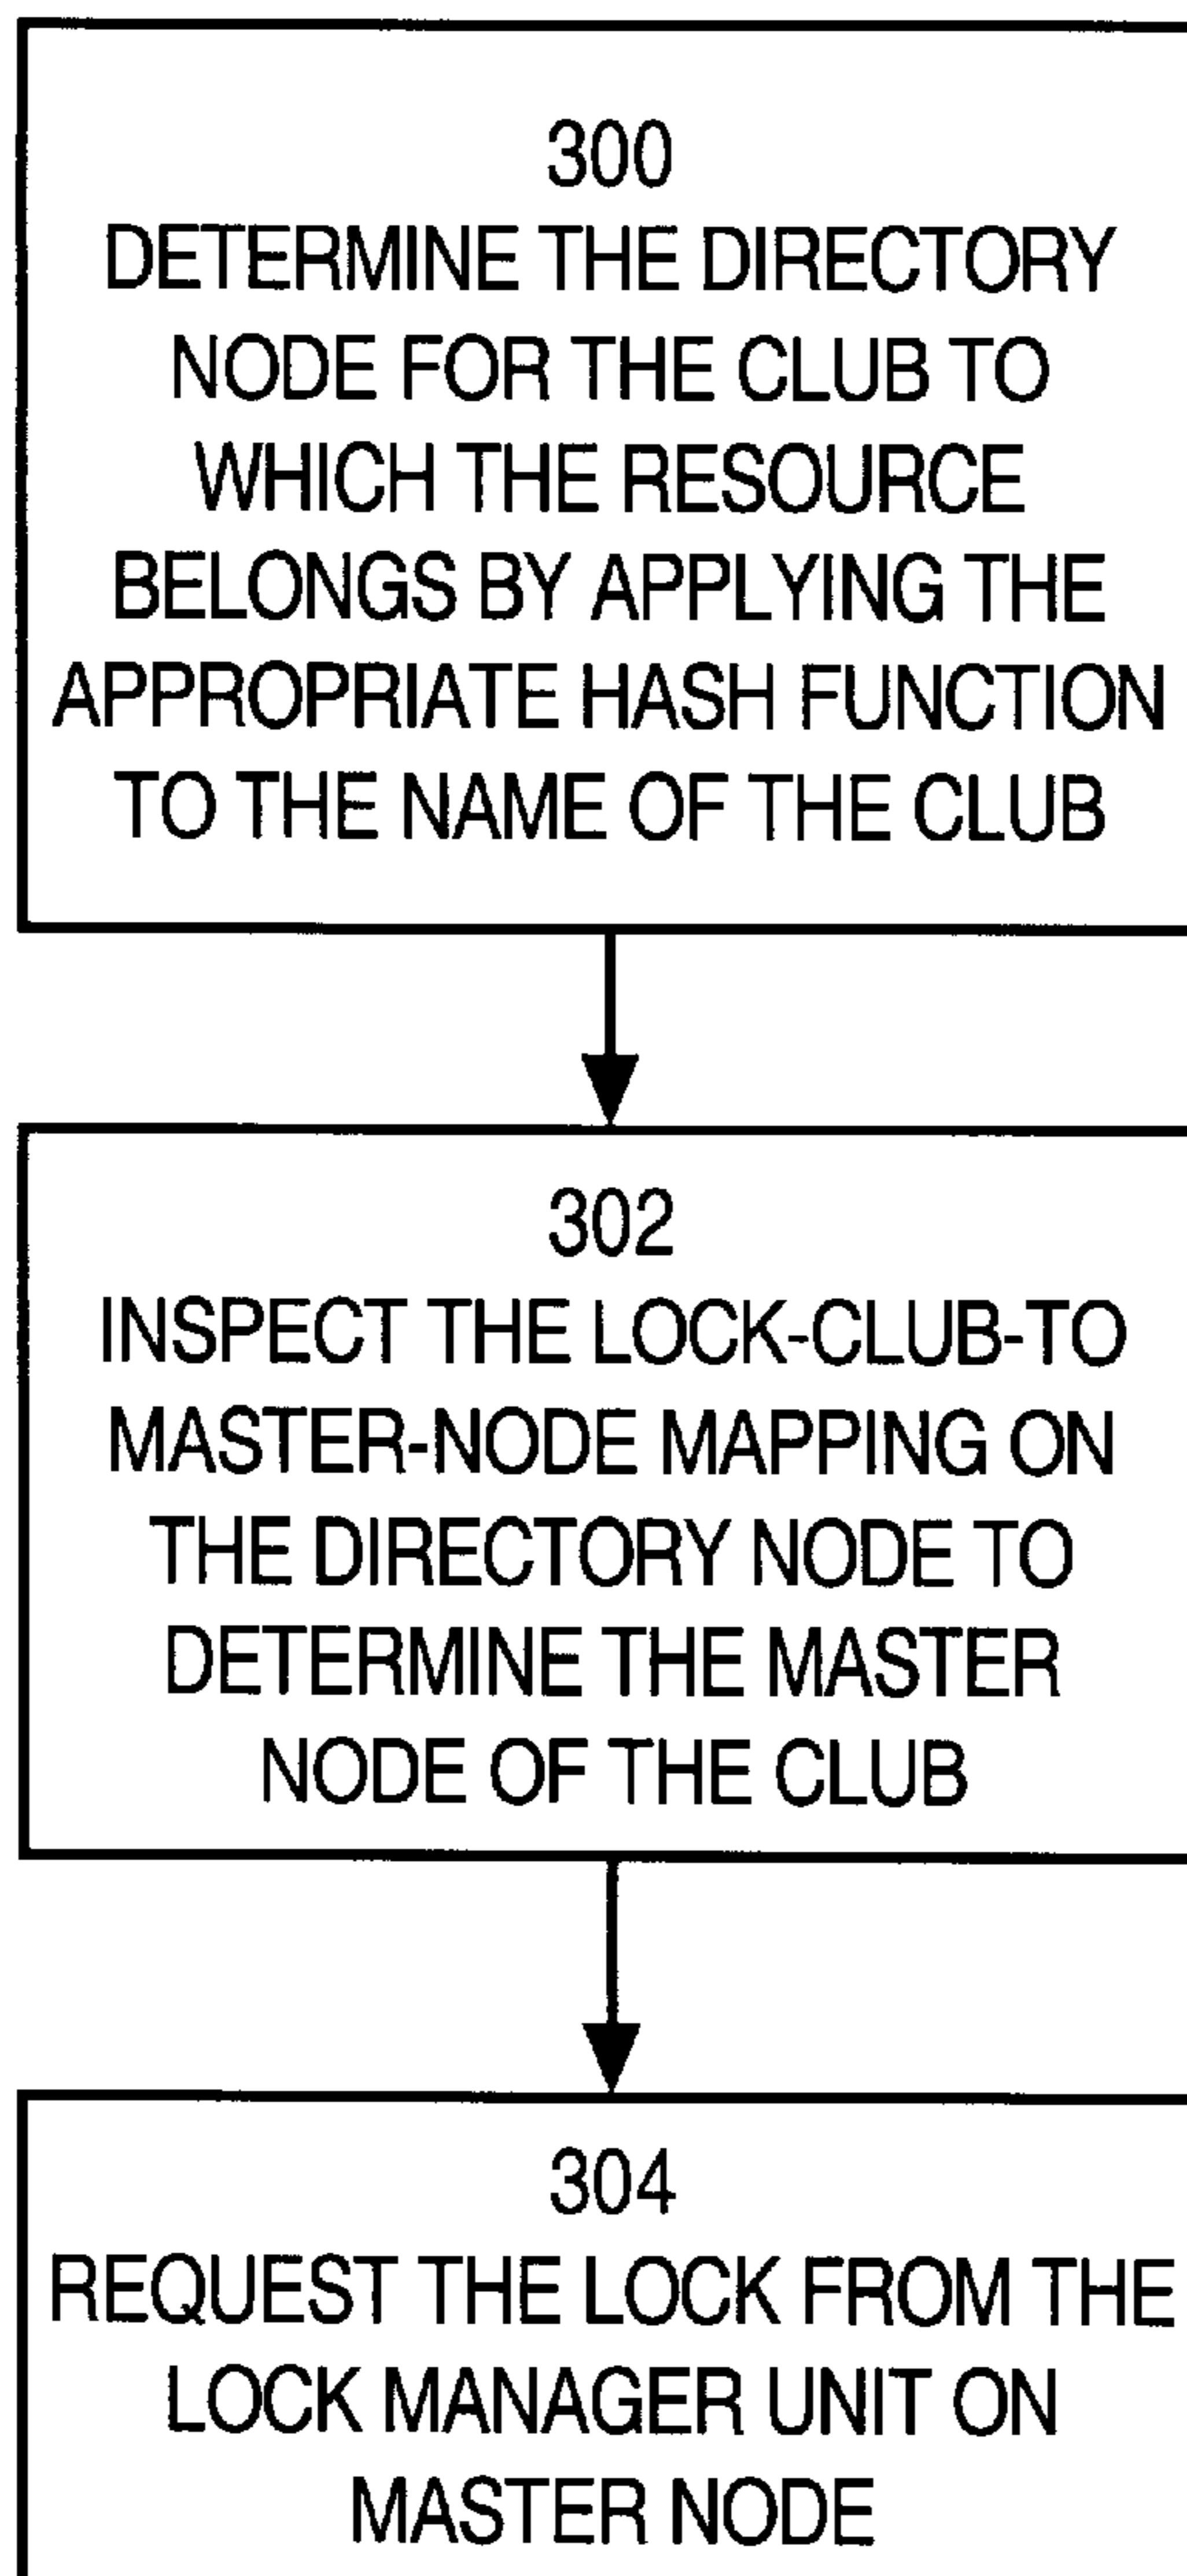 300
DETERMINE THE DIRECTORY
NODE FOR THE CLUB TO
WHICH THE RESOURCE
BELONGS BY APPLYING THE
APPROPRIATE HASH FUNCTION
TO THE NAME OF THE CLUB
302
INSPECT THE LOCK-CLUB-TO
MASTER-NODE MAPPING ON
THE DIRECTORY NODE TO
DETERMINE THE MASTER
NODE OF THE CLUB
304
REQUEST THE LOCK FROM THE
LOCK MANAGER UNIT ON
MASTER NODE